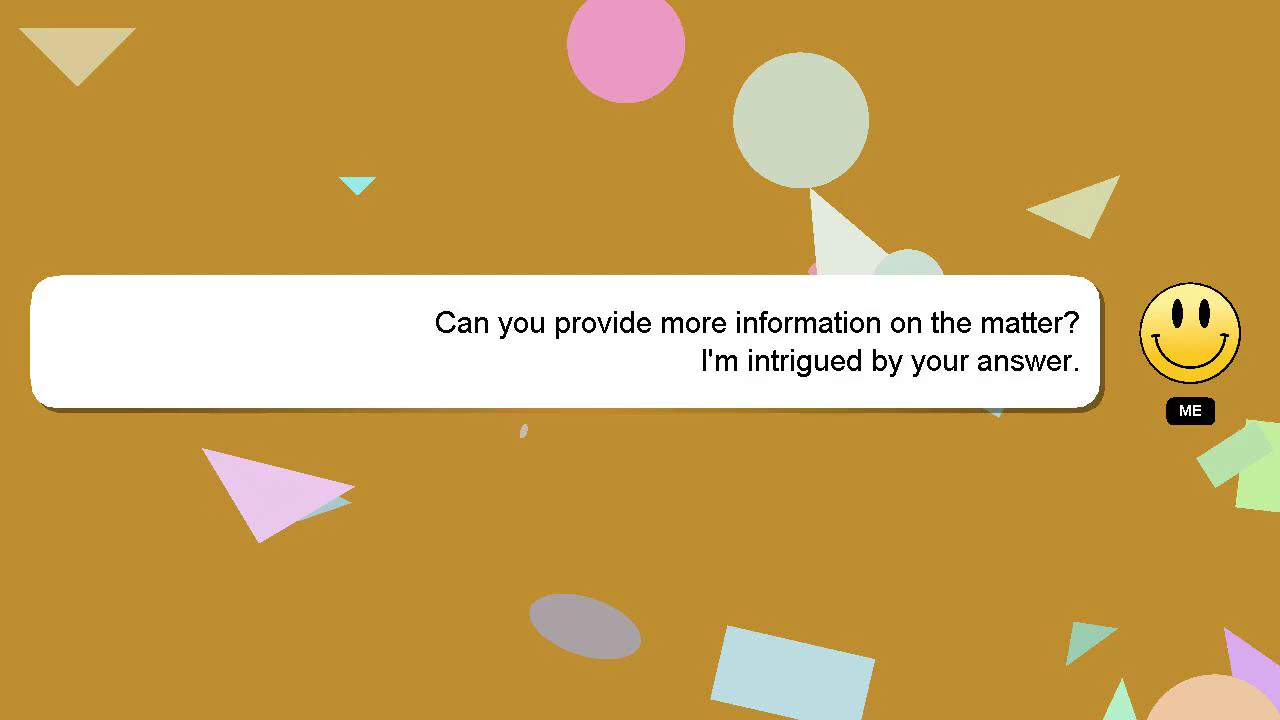 Can you provide more information on the matter?
I'm intrigued by your answer.
ME